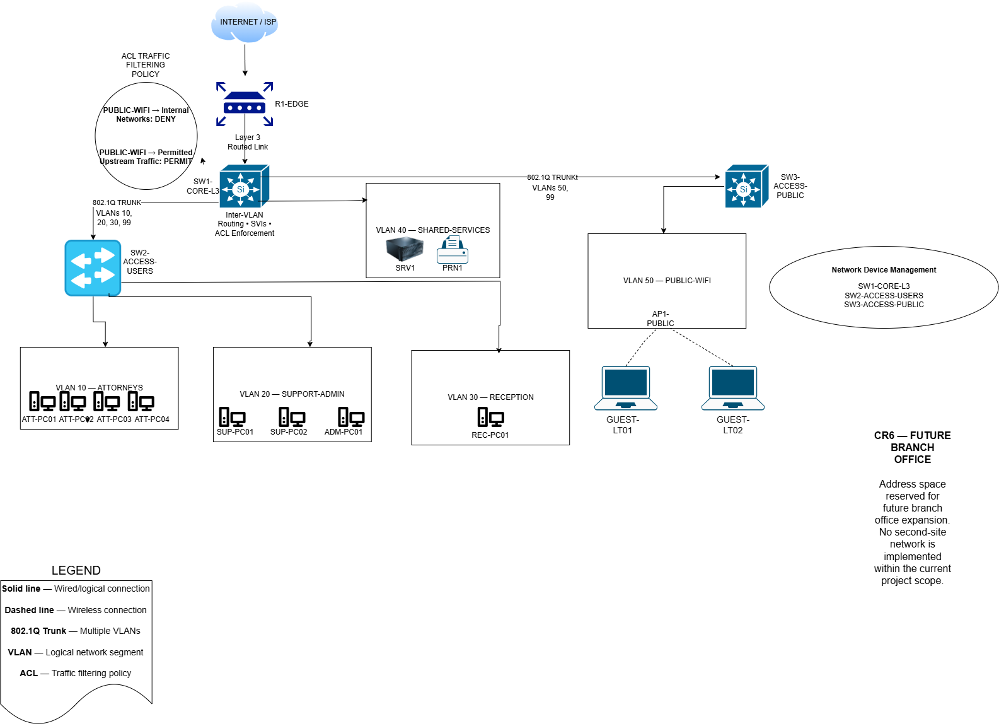 INTERNET / ISP
ACL TRAFFIC
FILTERING
POLICY
PUBLIC-WIFI → Internal
Networks: DENY
PUBLIC-WIFI → Permitted
Upstream Traffic: PERMIT
R1-EDGE
Layer 3
Routed Link
SW1-
CORE-L3
Si
Inter-VLAN
Routing • SVIs •
ACL Enforcement
802.1Q TRUNK
VLANs 50,
99
Si
SW3-
ACCESS-
PUBLIC
802.1Q TRUNK
VLANs 10,
20, 30, 99
SW2-
ACCESS-
USERS
VLAN 40 — SHARED-SERVICES
SRV1
PRN1
VLAN 50 — PUBLIC-WIFI
AP1-
PUBLIC
Network Device Management
SW1-CORE-L3
SW2-ACCESS-USERS
SW3-ACCESS-PUBLIC
VLAN 10 — ATTORNEYS
ATT-PC01 ATT-PC02 ATT-PC03 ATT-PC04
VLAN 20 — SUPPORT-ADMIN
SUP-PC01
SUP-PC02
ADM-PC01
VLAN 30 — RECEPTION
REC-PC01
GUEST-
LT01
GUEST-
LT02
CR6 — FUTURE
BRANCH
OFFICE
Address space
reserved for
future branch
office expansion.
No second-site
network is
implemented
within the current
project scope.
LEGEND
Solid line — Wired/logical connection
Dashed line — Wireless connection
802.1Q Trunk — Multiple VLANs
VLAN — Logical network segment
ACL — Traffic filtering policy